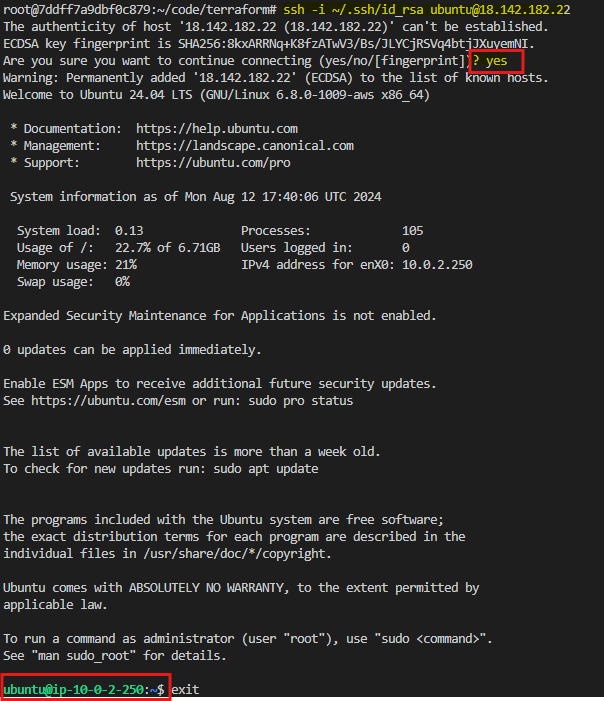 root@7ddff7a9dbf0c879:~/code/terraform# ssh -i ~/.ssh/id_rsa ubuntu@18.142.182.22
The authenticity of host '18.142.182.22 (18.142.182.22)' can't be established.
ECDSA key fingerprint is SHA256:8kxARRNq+K8fzATwV3/Bs/JLYCjRSVq4btjJXuyemNI.
Are you sure you want to continue connecting (yes/no/[fingerprint])? yes
Warning: Permanently added '18.142.182.22' (ECDSA) to the list of known hosts.
Welcome to Ubuntu 24.04 LTS (GNU/Linux 6.8.0-1009-aws x86_64)
* Documentation: https://help.ubuntu.com
* Management: https://landscape.canonical.com
* Support: https://ubuntu.com/pro
System information as of Mon Aug 12 17:40:06 UTC 2024
System load: 0.13 Processes: 105
Usage of /: 22.7% of 6.71GB Users logged in: 0
Memory usage: 21% IPv4 address for enX0: 10.0.2.250
Swap usage: 0%
Expanded Security Maintenance for Applications is not enabled.
0 updates can be applied immediately.
Enable ESM Apps to receive additional future security updates.
See https://ubuntu.com/esm or run: sudo pro status
The list of available updates is more than a week old.
To check for new updates run: sudo apt update
The programs included with the Ubuntu system are free software;
the exact distribution terms for each program are described in the
individual files in /usr/share/doc/*/copyright.
Ubuntu comes with ABSOLUTELY NO WARRANTY, to the extent permitted by
applicable law.
To run a command as administrator (user "root"), use "sudo <command>".
See "man sudo_root" for details.
ubuntu@ip-10-0-2-250:~$ exit